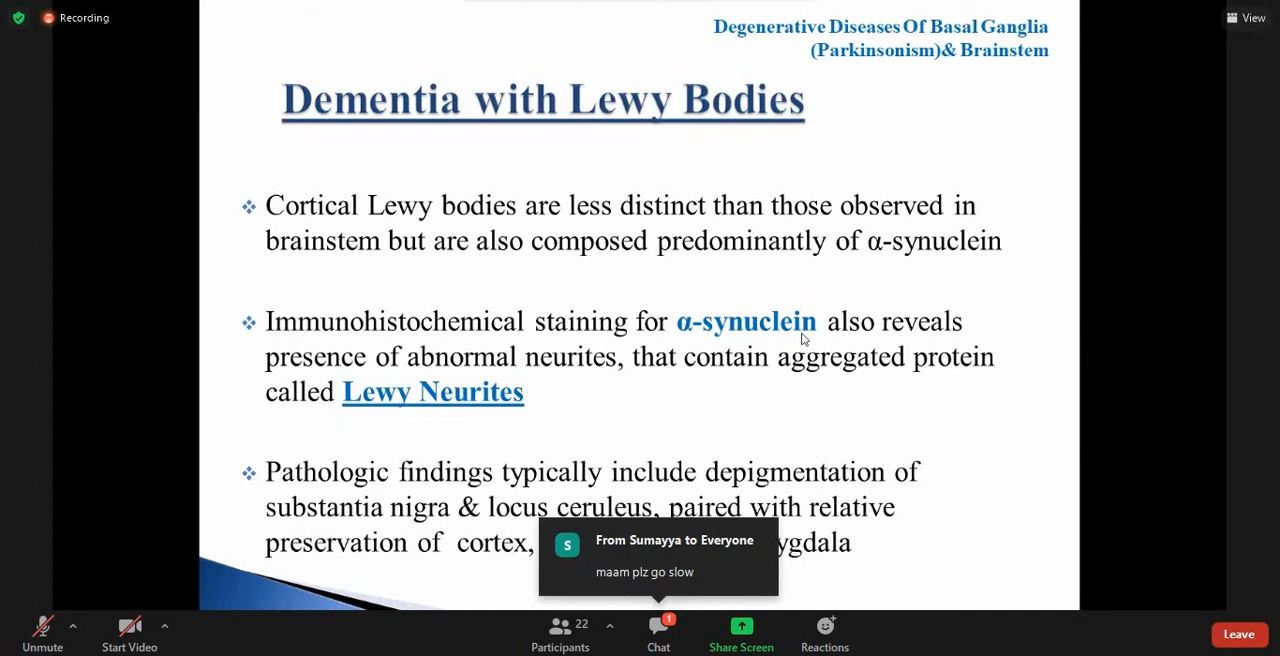 Recording
View
Degenerative Diseases Of Basal Ganglia
(Parkinsonism)& Brainstem
Dementia with Lewy Bodies
Cortical Lewy bodies are less distinct than those observed in
brainstem but are also composed predominantly of α-synuclein
Immunohistochemical staining for α-synuclein also reveals
presence of abnormal neurites, that contain aggregated protein
called Lewy Neurites
Pathologic findings typically include depigmentation of
substantia nigra & locus ceruleus, paired with relative
preservation of cortex,
S
From Sumayya to Everyone
maam plz go slow
Unmute
Start Video
22
Participants
1
Chat
Share Screen
Reactions
Leave